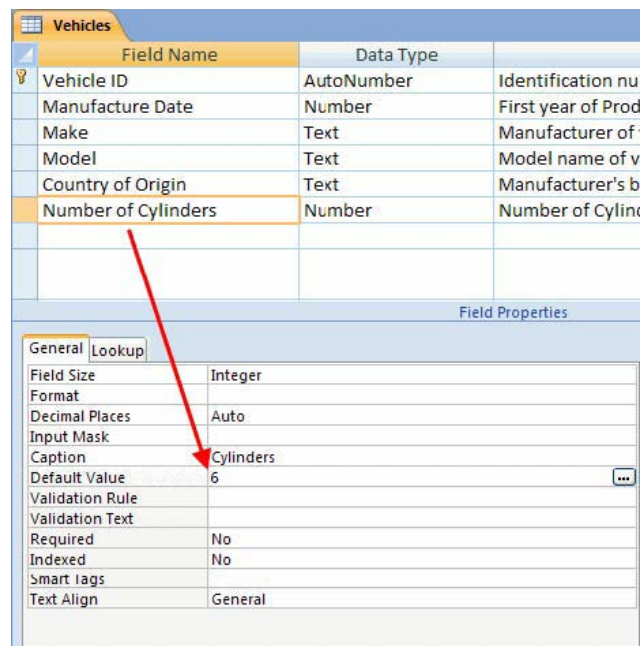 Vehicles
Field Name Data Type
Vehicle ID AutoNumber Identification nu
Manufacture Date Number First year of Prod
Make Text Manufacturer of
Model Text Model name of v
Country of Origin Text Manufacturer's b
Number of Cylinders Number Number of Cylind
Field Properties
General Lookup
Field Size Integer
Format
Decimal Places Auto
Input Mask
Caption Cylinders
Default Value 6 ...
Validation Rule
Validation Text
Required No
Indexed No
Smart Tags
Text Align General